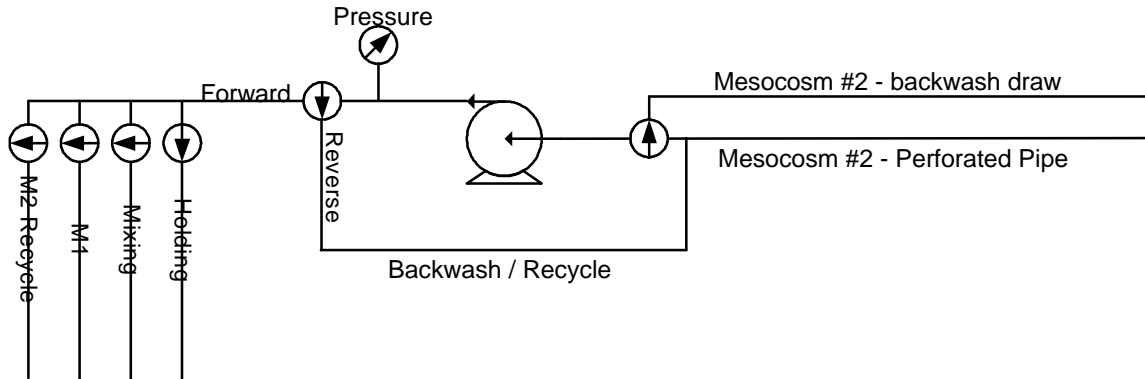 Pressure
Forward
Mesocosm #2 - backwash draw
Mesocosm #2 - Perforated Pipe
Reverse
M2 Recycle
M1
Mixing
Holding
Backwash / Recycle